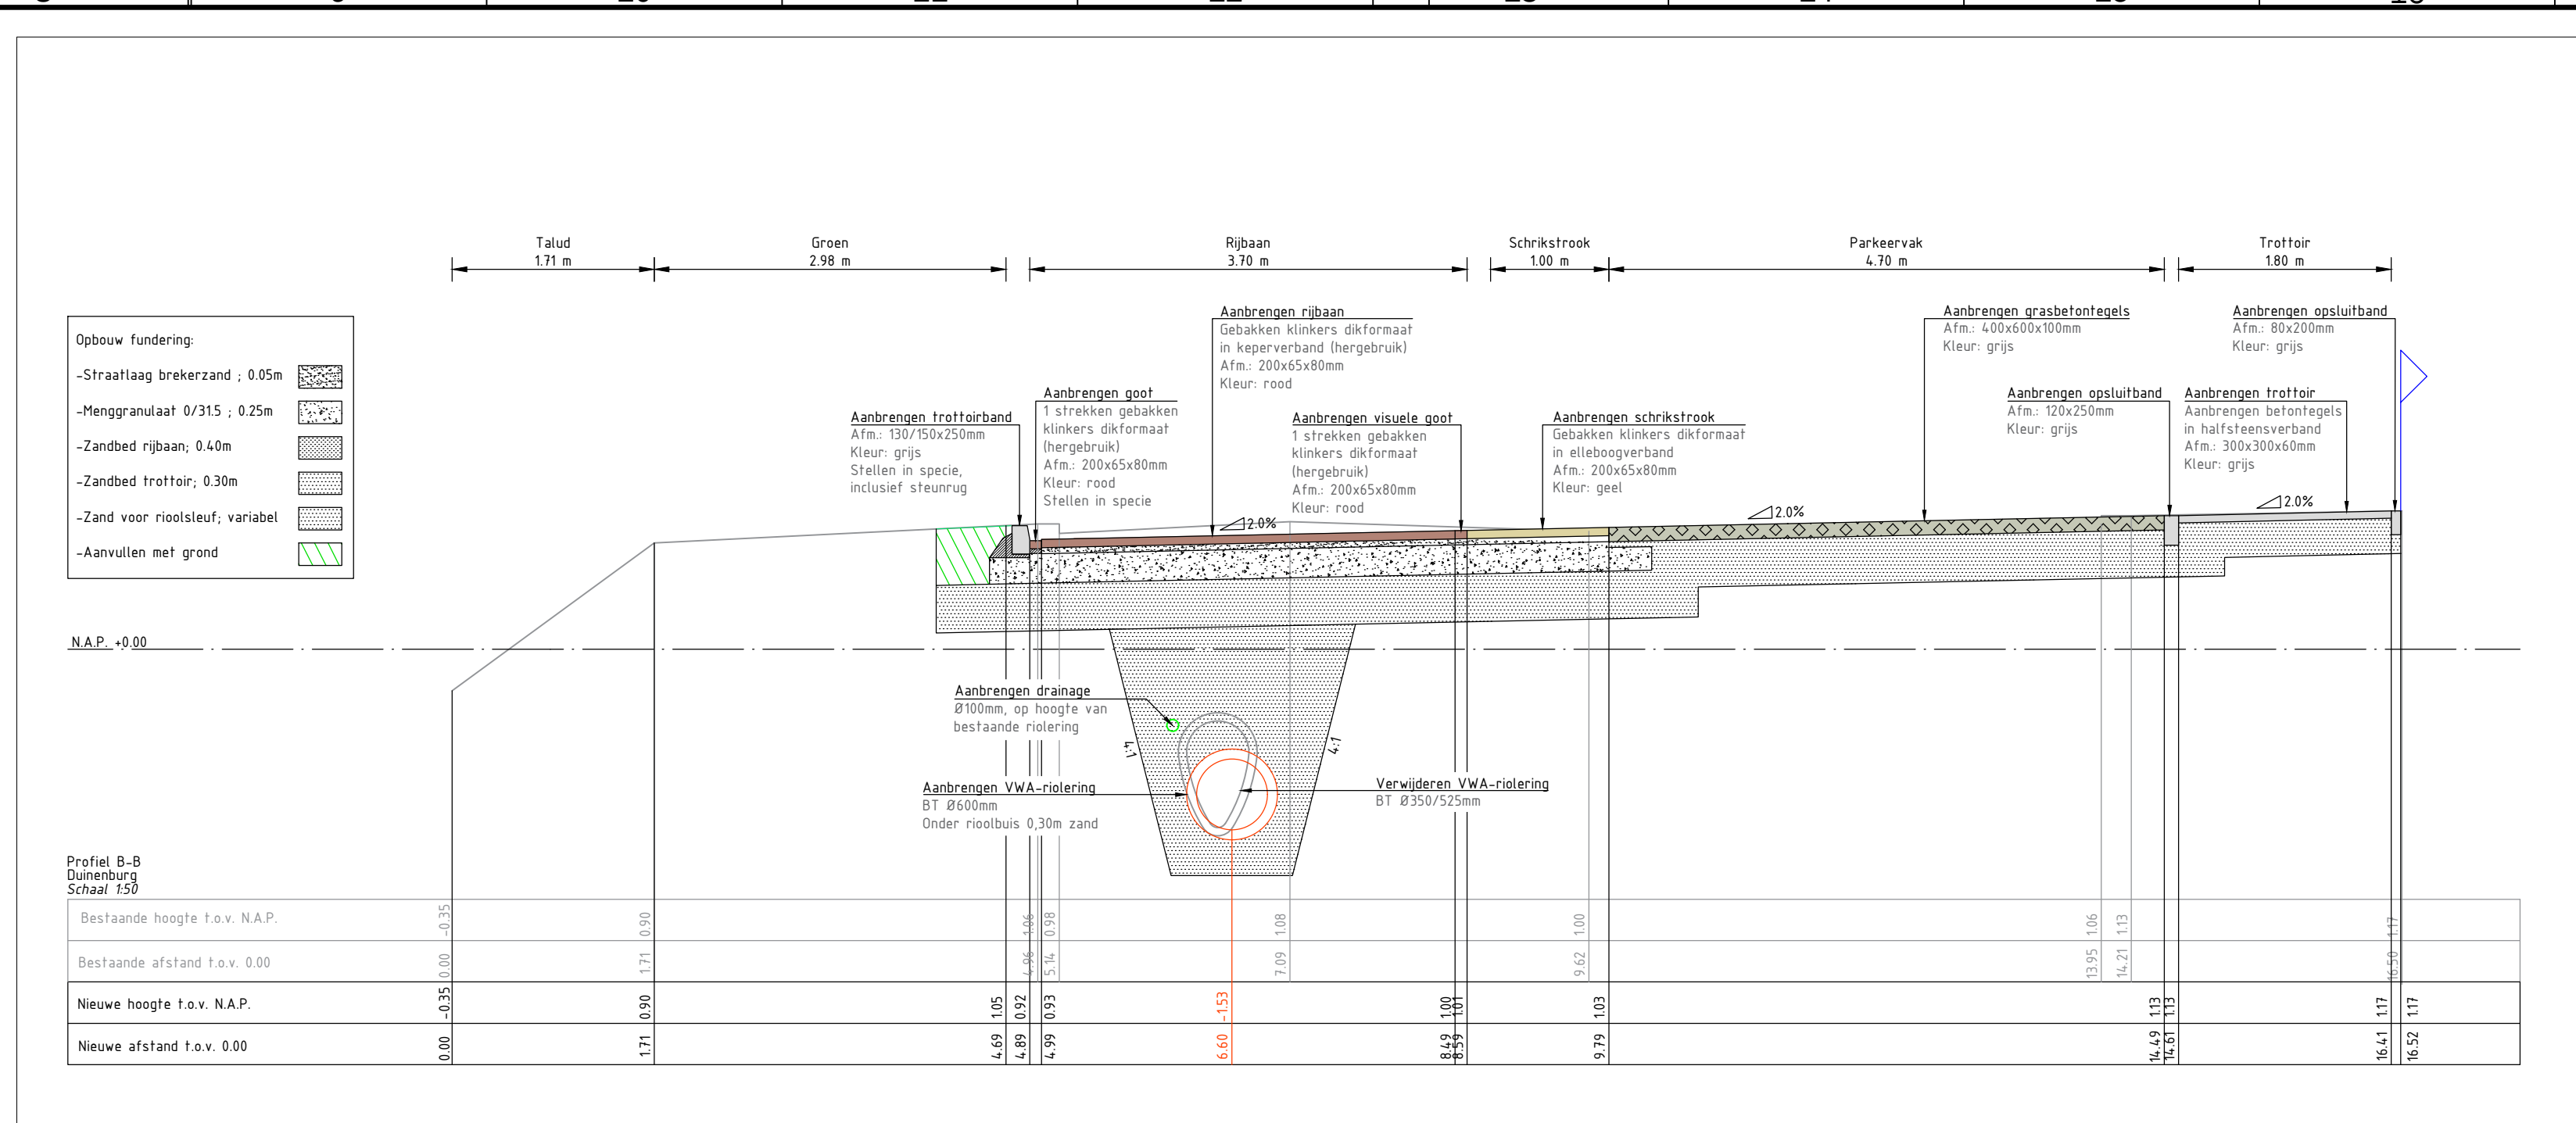 Talud
1.71 m
Groen
2.98 m
Rijbaan
3.70 m
Schrikstrook
1.00 m
Parkeervak
4.70 m
Trottoir
1.80 m
Opbouw fundering:
-Straatlaag brekerzand ; 0.05m
-Menggranulaat 0/31.5 ; 0.25m
-Zandbed rijbaan; 0.40m
-Zandbed trottoir; 0.30m
-Zand voor rioolsleuf; variabel
-Aanvullen met grond
Aanbrengen trottoirband
Afm.: 130/150x250mm
Kleur: grijs
Stellen in specie,
inclusief steunrug
Aanbrengen goot
1 strekken gebakken
klinkers dikformaat
(hergebruik)
Afm.: 200x65x80mm
Kleur: rood
Stellen in specie
Aanbrengen rijbaan
Gebakken klinkers dikformaat
in keperverband (hergebruik)
Afm.: 200x65x80mm
Kleur: rood
Aanbrengen visuele goot
1 strekken gebakken
klinkers dikformaat
(hergebruik)
Afm.: 200x65x80mm
Kleur: rood
Aanbrengen schrikstrook
Gebakken klinkers dikformaat
in elleboogverband
Afm.: 200x65x80mm
Kleur: geel
Aanbrengen grasbetontegels
Afm.: 400x600x100mm
Kleur: grijs
Aanbrengen opsluitband
Afm.: 120x250mm
Kleur: grijs
Aanbrengen opsluitband
Afm.: 80x200mm
Kleur: grijs
Aanbrengen trottoir
Aanbrengen betontegels
in halfsteensverband
Afm.: 300x300x60mm
Kleur: grijs
2.0%
2.0%
2.0%
N.A.P. +0.00
Aanbrengen drainage
Ø100mm, op hoogte van
bestaande riolering
4:1
4:1
Aanbrengen VWA-riolering
BT Ø600mm
Onder rioolbuis 0,30m zand
Verwijderen VWA-riolering
BT Ø350/525mm
Profiel B-B
Duinenburg
Schaal 1:50
Bestaande hoogte t.o.v. N.A.P. -0.35 0.90 1.06 0.98 1.08 1.00 1.06 1.13 1.17
Bestaande afstand t.o.v. 0.00 0.00 1.71 4.96 5.14 7.09 9.62 13.95 14.21 16.50
Nieuwe hoogte t.o.v. N.A.P. -0.35 0.90 1.05 0.92 0.93 -1.53 1.00 1.01 1.03 1.13 1.13 1.17 1.17
Nieuwe afstand t.o.v. 0.00 0.00 1.71 4.69 4.89 4.99 6.60 8.49 8.59 9.79 14.49 14.61 16.41 16.52